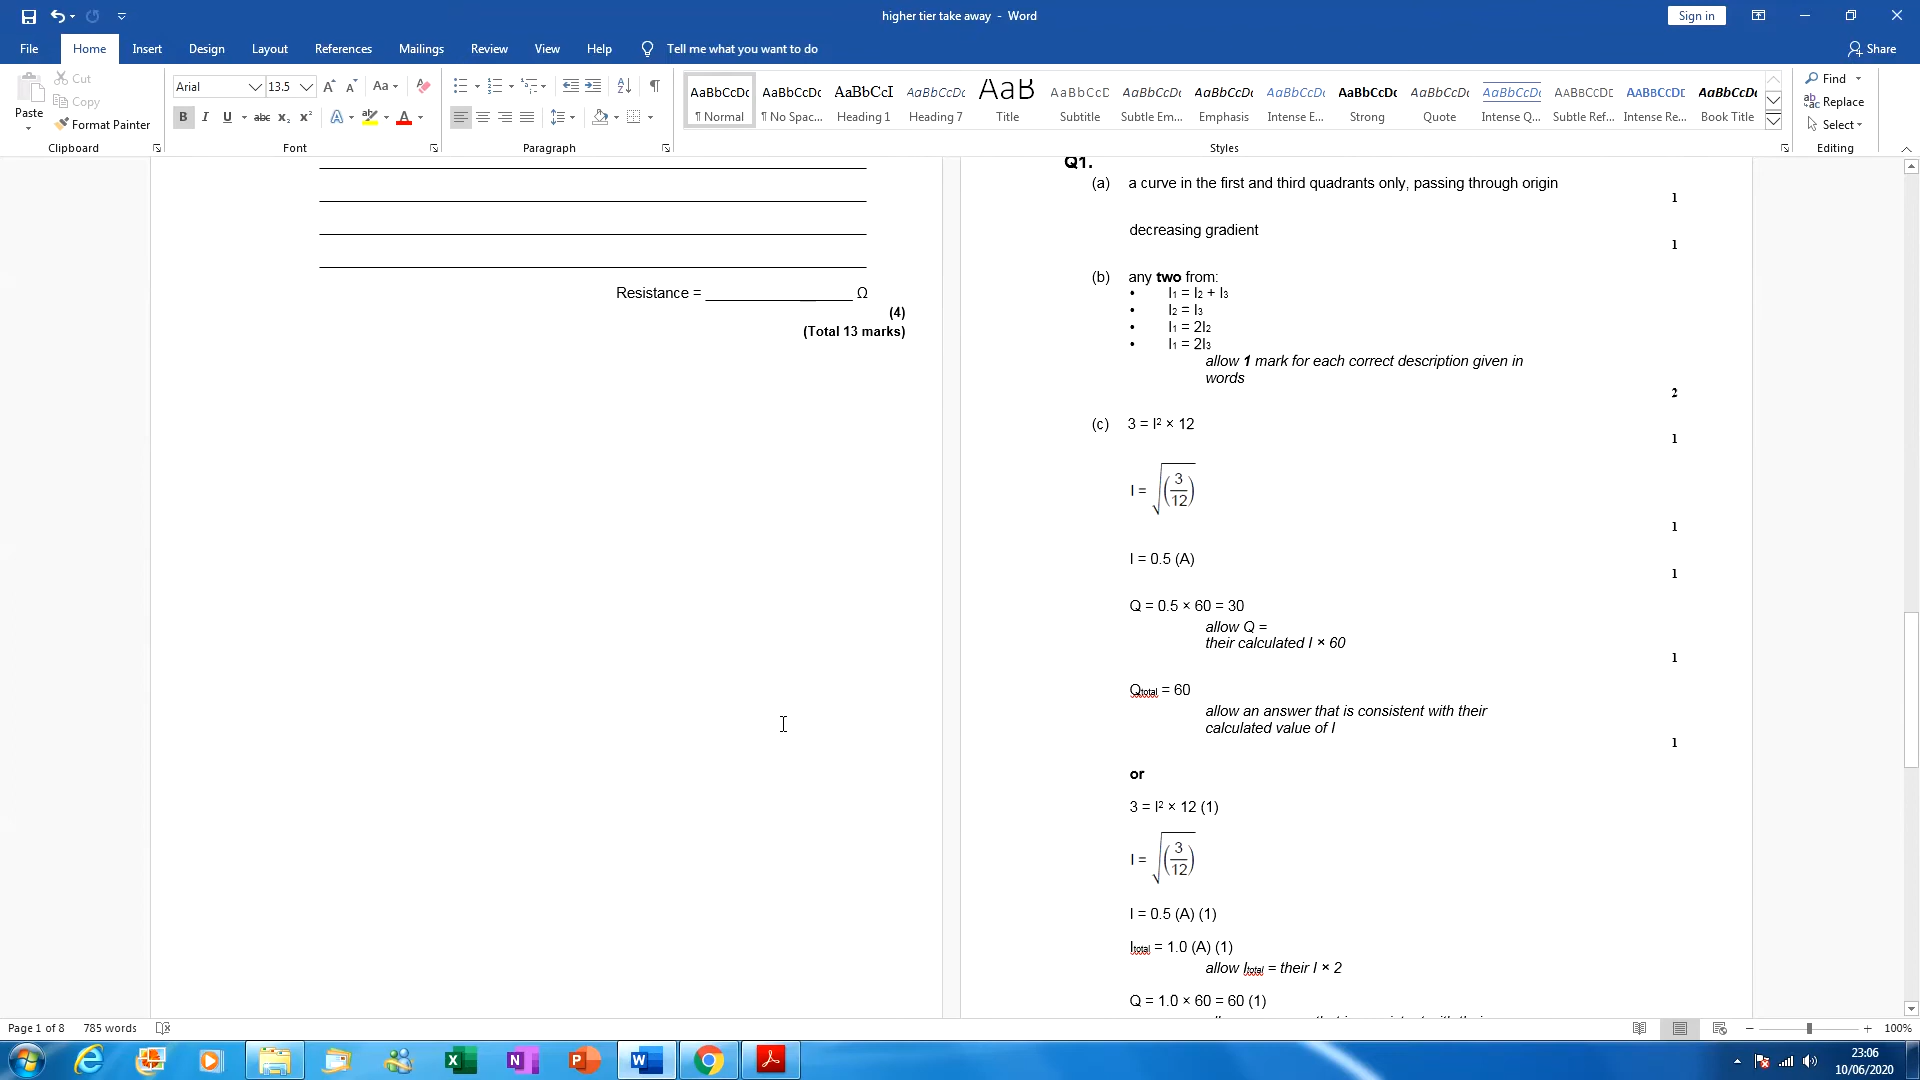 higher tier take away - Word
Sign in
File Home Insert Design Layout References Mailings Review View Help Tell me what you want to do Share
Paste
Cut
Copy
Format Painter
Clipboard
Arial 13.5
Font
Paragraph
AaBbCcDc AaBbCcDc AaBbCcI AaBbCcDc AaB AaBbCcD AaBbCcDc AaBbCcDc AaBbCcDc AaBbCcDc AaBbCcDc AaBbCcDc AABBCCDE AABBCCDE AaBbCcDc
¶ Normal ¶ No Spac... Heading 1 Heading 7 Title Subtitle Subtle Em... Emphasis Intense E... Strong Quote Intense Q... Subtle Ref... Intense Re... Book Title
Styles
Find
Replace
Select
Editing
Resistance = __________________ Ω
(4)
(Total 13 marks)
Q1.
(a) a curve in the first and third quadrants only, passing through origin
1
decreasing gradient
1
(b) any two from:
• I₁ = I₂ + I₃
• I₂ = I₃
• I₁ = 2I₂
• I₁ = 2I₃
allow 1 mark for each correct description given in
words
2
(c) 3 = I² × 12
1
I = √(3/12)
1
I = 0.5 (A)
1
Q = 0.5 × 60 = 30
allow Q =
their calculated I × 60
1
Qtotal = 60
allow an answer that is consistent with their
calculated value of I
1
or
3 = I² × 12 (1)
I = √(3/12)
I = 0.5 (A) (1)
Itotal = 1.0 (A) (1)
allow Itotal = their I × 2
Q = 1.0 × 60 = 60 (1)
Page 1 of 8 785 words
100%
23:06
10/06/2020